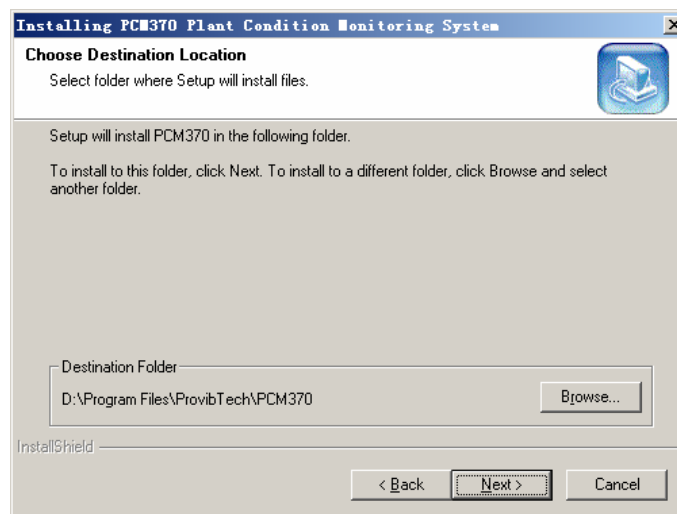 Installing PCM370 Plant Condition Monitoring System
Choose Destination Location
Select folder where Setup will install files.
Setup will install PCM370 in the following folder.
To install to this folder, click Next. To install to a different folder, click Browse and select
another folder.
Destination Folder
D:\Program Files\ProvibTech\PCM370
Browse...
InstallShield
< Back
Next >
Cancel